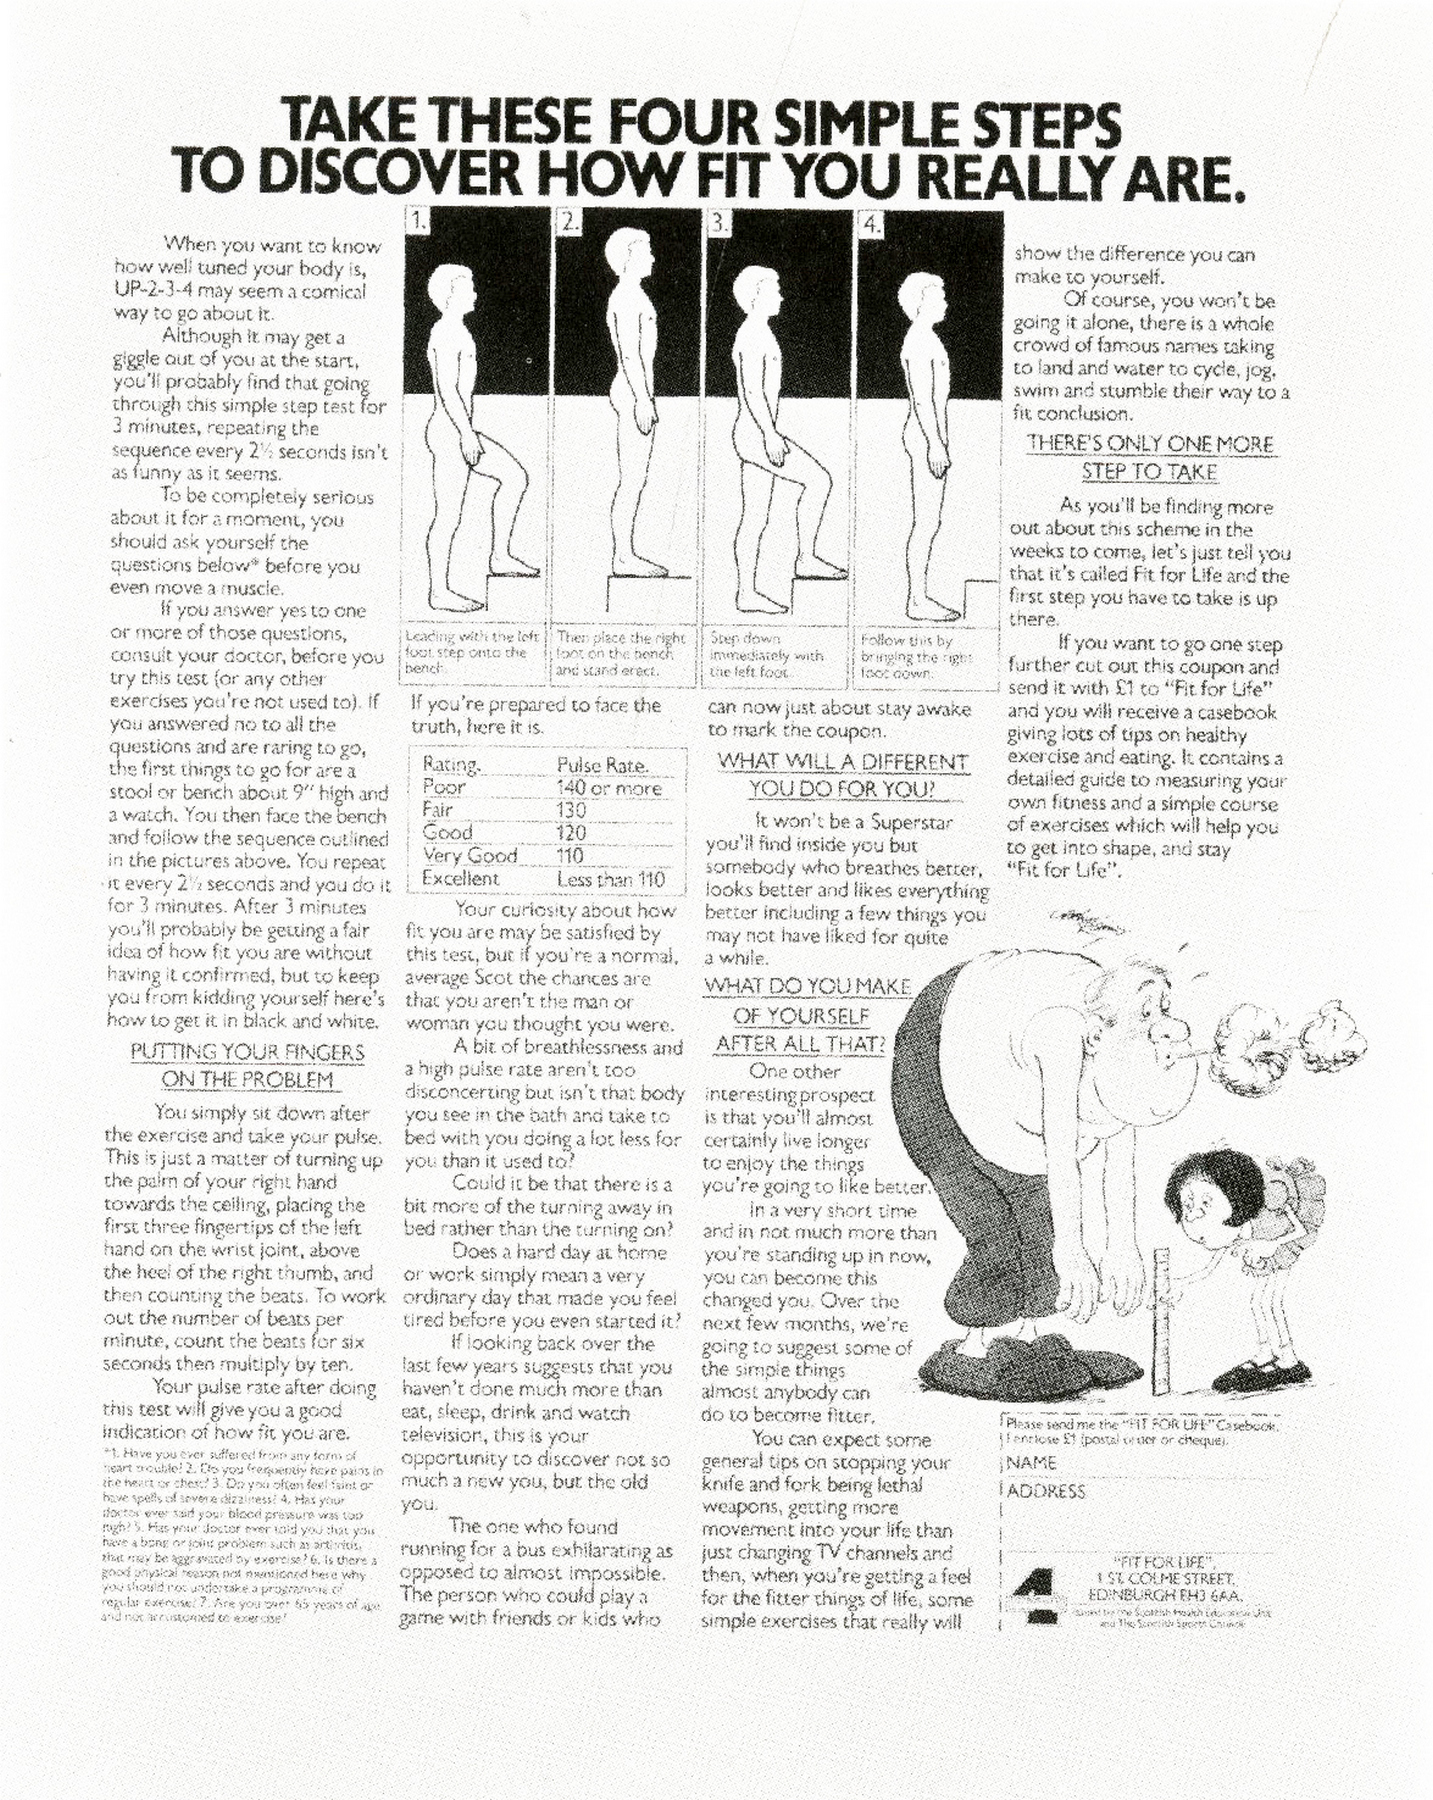 TAKE THESE FOUR SIMPLE STEPS
TO DISCOVER HOW FIT YOU REALLY ARE.
When you want to know
how well tuned your body is,
UP-2-3-4 may seem a comical
way to go about it.
Although it may get a
giggle out of you at the start,
you'll probably find that going
through this simple step test for
3 minutes, repeating the
sequence every 2½ seconds isn't
as funny as it seems.
To be completely serious
about it for a moment, you
should ask yourself the
questions below* before you
even move a muscle.
If you answer yes to one
or more of those questions,
consult your doctor, before you
try this test (or any other
exercises you're not used to). If
you answered no to all the
questions and are raring to go,
the first things to go for are a
stool or bench about 9" high and
a watch. You then face the bench
and follow the sequence outlined
in the pictures above. You repeat
it every 2½ seconds and you do it
for 3 minutes. After 3 minutes
you'll probably be getting a fair
idea of how fit you are without
having it confirmed, but to keep
you from kidding yourself here's
how to get it in black and white.
PUTTING YOUR FINGERS
ON THE PROBLEM
You simply sit down after
the exercise and take your pulse.
This is just a matter of turning up
the palm of your right hand
towards the ceiling, placing the
first three fingertips of the left
hand on the wrist joint, above
the heel of the right thumb, and
then counting the beats. To work
out the number of beats per
minute, count the beats for six
seconds then multiply by ten.
Your pulse rate after doing
this test will give you a good
indication of how fit you are.
*1. Have you ever suffered from any form of
heart trouble? 2. Do you frequently have pains in
the heart or chest? 3. Do you often feel faint or
have spells of severe dizziness? 4. Has your
doctor ever said your blood pressure was too
high? 5. Has your doctor ever told you that you
have a bone or joint problem such as arthritis,
that may be aggravated by exercise? 6. Is there a
good physical reason not mentioned here why
you should not undertake a programme of
regular exercise? 7. Are you over 65 years of age
and not accustomed to exercise?
1.
2.
3.
4.
Leading with the left
foot step onto the
bench.
Then place the right
foot on the bench
and stand erect.
Step down
immediately with
the left foot.
Follow this by
bringing the right
foot down.
If you're prepared to face the
truth, here it is.
Rating. Pulse Rate.
Poor 140 or more
Fair 130
Good 120
Very Good 110
Excellent Less than 110
Your curiosity about how
fit you are may be satisfied by
this test, but if you're a normal,
average Scot the chances are
that you aren't the man or
woman you thought you were.
A bit of breathlessness and
a high pulse rate aren't too
disconcerting but isn't that body
you see in the bath and take to
bed with you doing a lot less for
you than it used to?
Could it be that there is a
bit more of the turning away in
bed rather than the turning on?
Does a hard day at home
or work simply mean a very
ordinary day that made you feel
tired before you even started it?
If looking back over the
last few years suggests that you
haven't done much more than
eat, sleep, drink and watch
television, this is your
opportunity to discover not so
much a new you, but the old
you.
The one who found
running for a bus exhilarating as
opposed to almost impossible.
The person who could play a
game with friends or kids who
can now just about stay awake
to mark the coupon.
WHAT WILL A DIFFERENT
YOU DO FOR YOU?
It won't be a Superstar
you'll find inside you but
somebody who breathes better,
looks better and likes everything
better including a few things you
may not have liked for quite
a while.
WHAT DO YOU MAKE
OF YOURSELF
AFTER ALL THAT?
One other
interesting prospect
is that you'll almost
certainly live longer
to enjoy the things
you're going to like better.
In a very short time
and in not much more than
you're standing up in now,
you can become this
changed you. Over the
next few months, we're
going to suggest some of
the simple things
almost anybody can
do to become fitter.
You can expect some
general tips on stopping your
knife and fork being lethal
weapons, getting more
movement into your life than
just changing TV channels and
then, when you're getting a feel
for the fitter things of life, some
simple exercises that really will
show the difference you can
make to yourself.
Of course, you won't be
going it alone, there is a whole
crowd of famous names taking
to land and water to cycle, jog,
swim and stumble their way to a
fit conclusion.
THERE'S ONLY ONE MORE
STEP TO TAKE
As you'll be finding more
out about this scheme in the
weeks to come, let's just tell you
that it's called Fit for Life and the
first step you have to take is up
there.
If you want to go one step
further cut out this coupon and
send it with £1 to "Fit for Life"
and you will receive a casebook
giving lots of tips on healthy
exercise and eating. It contains a
detailed guide to measuring your
own fitness and a simple course
of exercises which will help you
to get into shape, and stay
"Fit for Life".
Please send me the "FIT FOR LIFE" Casebook.
I enclose £1 (postal order or cheque).
NAME
ADDRESS
"FIT FOR LIFE",
1 ST. COLME STREET,
EDINBURGH EH3 6AA.
Issued by the Scottish Health Education Unit
and The Scottish Sports Council